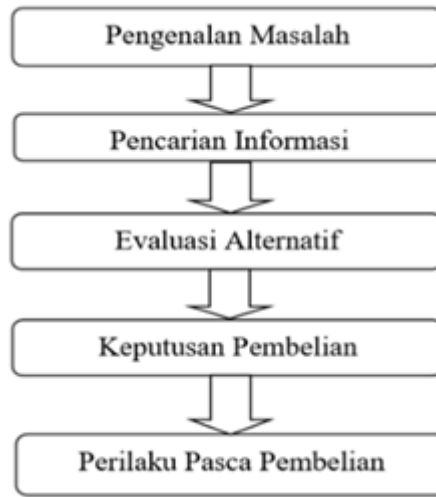 Pengenalan Masalah
Pencarian Informasi
Evaluasi Alternatif
Keputusan Pembelian
Perilaku Pasca Pembelian